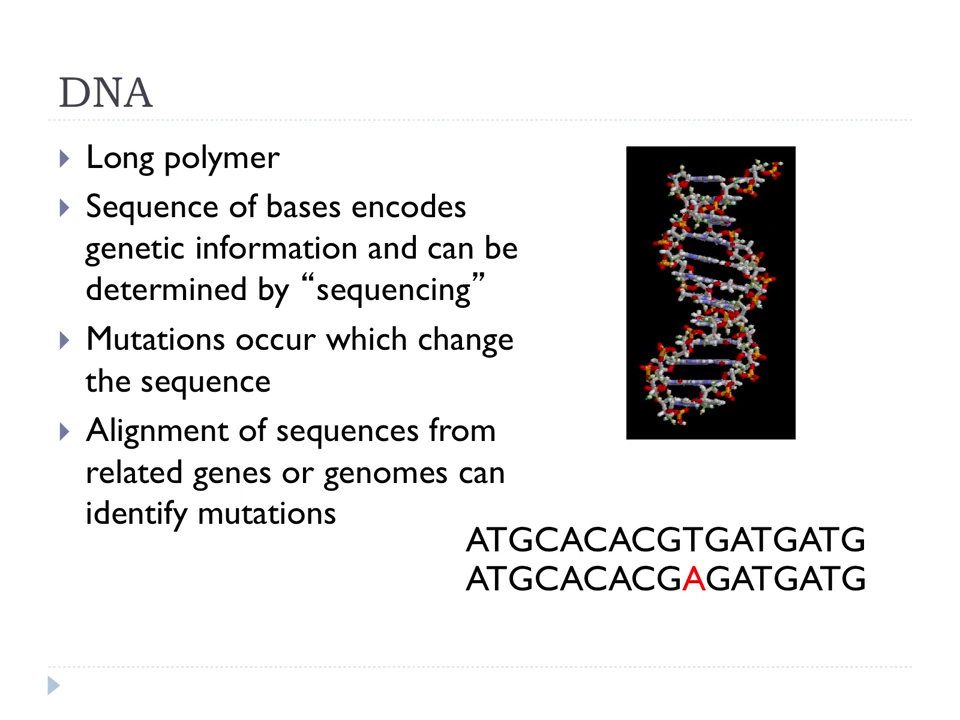 DNA
Long polymer
Sequence of bases encodes
genetic information and can be
determined by “sequencing”
Mutations occur which change
the sequence
Alignment of sequences from
related genes or genomes can
identify mutations
ATGCACACGTGATGATG
ATGCACACGAGATGATG